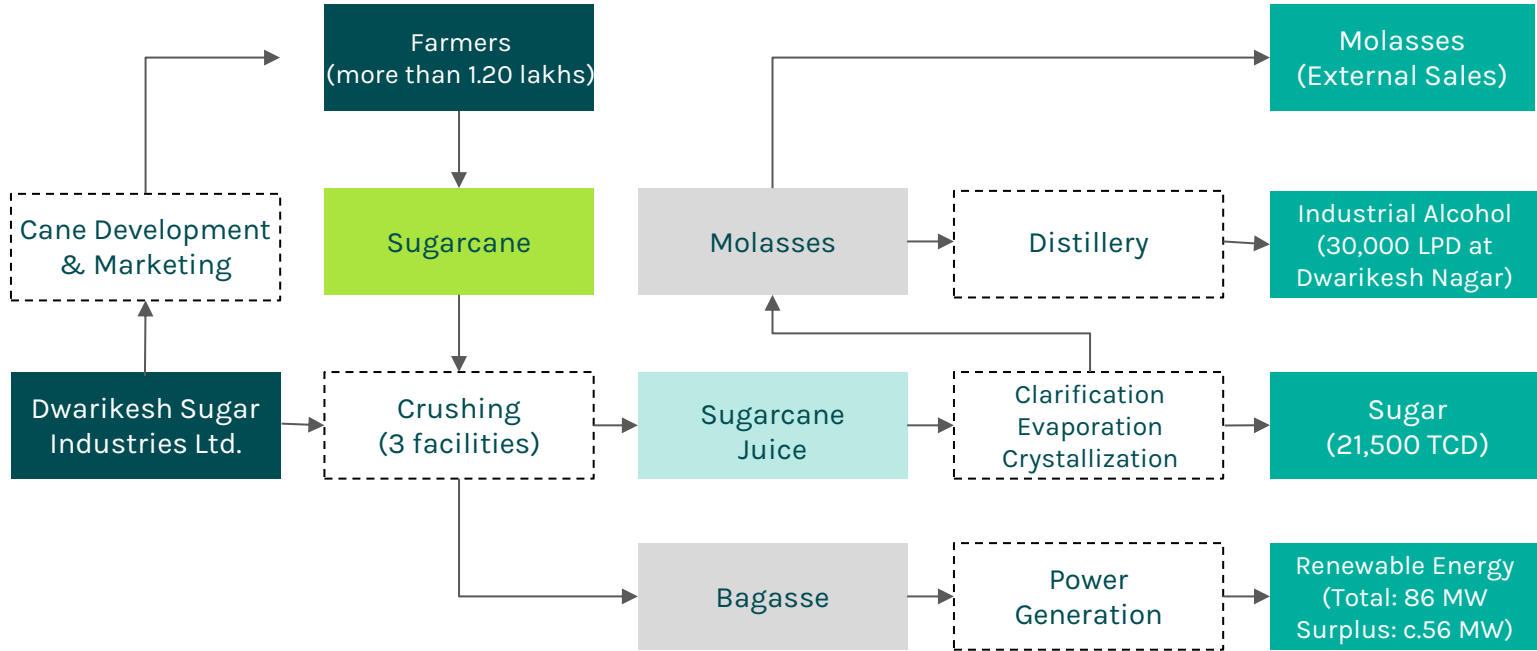 Farmers
(more than 1.20 lakhs)
Molasses
(External Sales)
Cane Development
& Marketing
Sugarcane
Molasses
Distillery
Industrial Alcohol
(30,000 LPD at
Dwarikesh Nagar)
Dwarikesh Sugar
Industries Ltd.
Crushing
(3 facilities)
Sugarcane
Juice
Clarification
Evaporation
Crystallization
Sugar
(21,500 TCD)
Bagasse
Power
Generation
Renewable Energy
(Total: 86 MW
Surplus: c.56 MW)